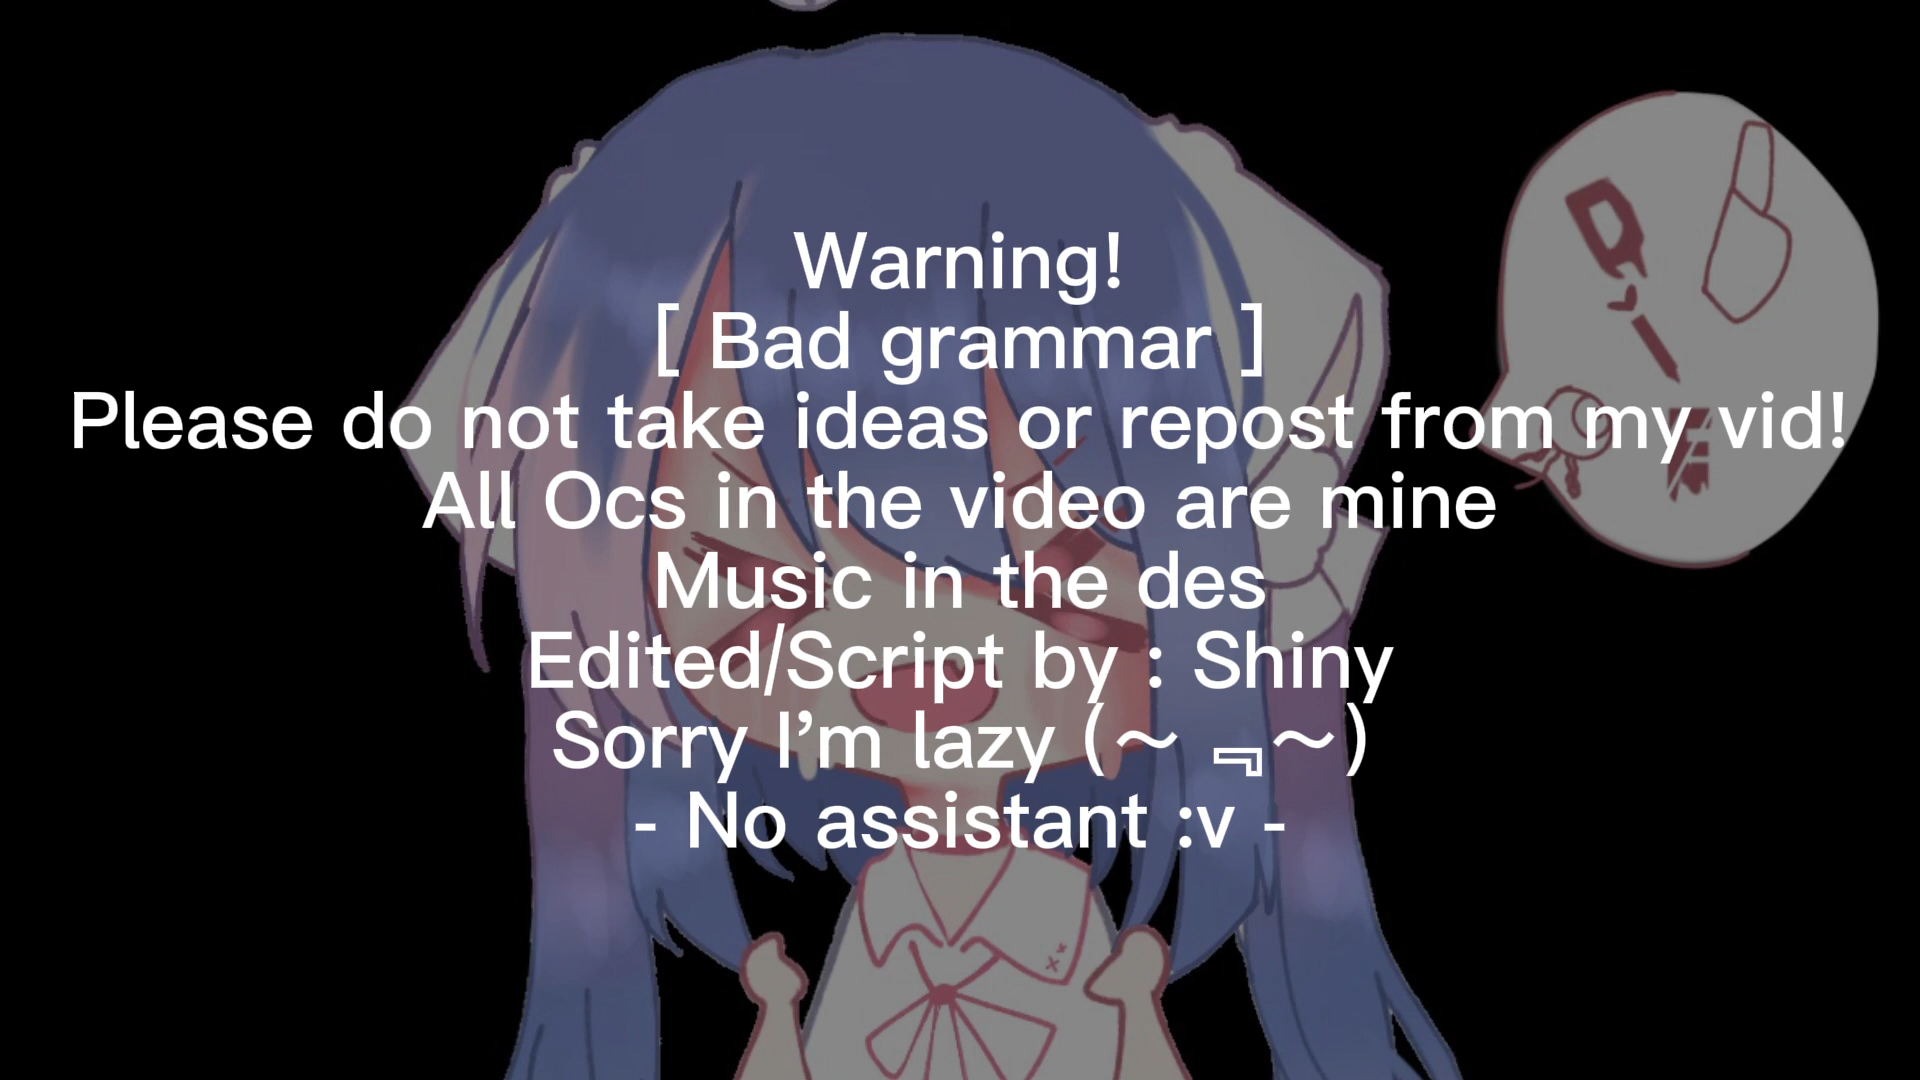 Warning!
[ Bad grammar ]
Please do not take ideas or repost from my vid!
All Ocs in the video are mine
Music in the des
Edited/Script by : Shiny
Sorry I’m lazy (～ ﹃～)
- No assistant :v -